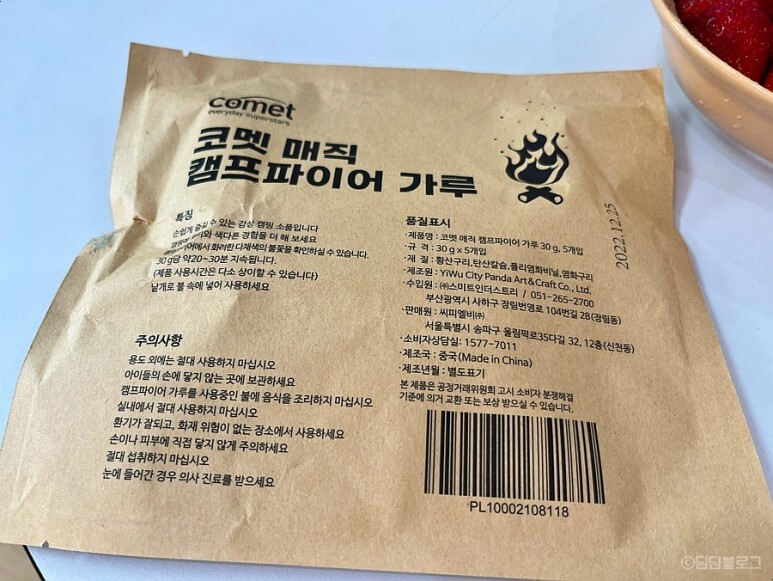 comet
everyday superstars
코멧 매직
캠프파이어 가루
특징
손쉽게 즐길 수 있는 감성 캠핑 소품입니다
색다른 경험을 더 해 보세요
화려한 다채색의 불꽃을 확인하실 수 있습니다.
30g당 약20~30분 지속됩니다.
(제품 사용시간은 다소 상이할 수 있습니다)
낱개로 불 속에 넣어 사용하세요
주의사항
용도 외에는 절대 사용하지 마십시오
아이들의 손에 닿지 않는 곳에 보관하세요
캠프파이어 가루를 사용중인 불에 음식을 조리하지 마십시오
실내에서 절대 사용하지 마십시오
환기가 잘되고, 화재 위험이 없는 장소에서 사용하세요
손이나 피부에 직접 닿지 않게 주의하세요
절대 섭취하지 마십시오
눈에 들어간 경우 의사 진료를 받으세요
품질표시
·제품명 : 코멧 매직 캠프파이어 가루 30g, 5개입
·규 격 : 30g x 5개입
·재 질 : 황산구리,탄산칼슘,폴리염화비닐,염화구리
·제조원 : YiWu City Panda Art&Craft Co., Ltd.
·수입원 : ㈜스미트인더스트리 / 051-265-2700
부산광역시 사하구 장림번영로 104번길 28(장림동)
·판매원 : 씨피엘비㈜
서울특별시 송파구 올림픽로35다길 32, 12층(신천동)
·소비자상담실 : 1577-7011
·제조국 : 중국(Made in China)
·제조년월 : 별도표기
본 제품은 공정거래위원회 고시 소비자 분쟁해결
기준에 의거 교환 또는 보상 받으실 수 있습니다.
PL10002108118
2022.12.25
©딤딤블로그